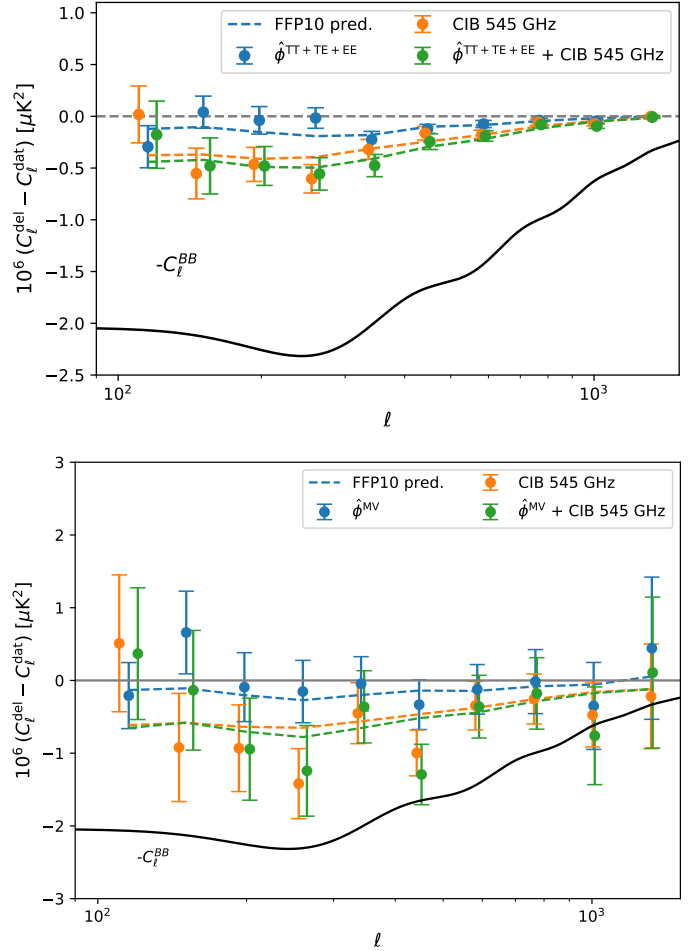 FFP10 pred.
ϕ̂^TT+TE+EE
CIB 545 GHz
ϕ̂^TT+TE+EE + CIB 545 GHz
10^6 (C_ℓ^del − C_ℓ^dat) [μK^2]
1.0
0.5
0.0
−0.5
−1.0
−1.5
−2.0
−2.5
-C_ℓ^BB
10^2
10^3
ℓ
FFP10 pred.
ϕ̂^MV
CIB 545 GHz
ϕ̂^MV + CIB 545 GHz
10^6 (C_ℓ^del − C_ℓ^dat) [μK^2]
3
2
1
0
−1
−2
−3
-C_ℓ^BB
10^2
10^3
ℓ